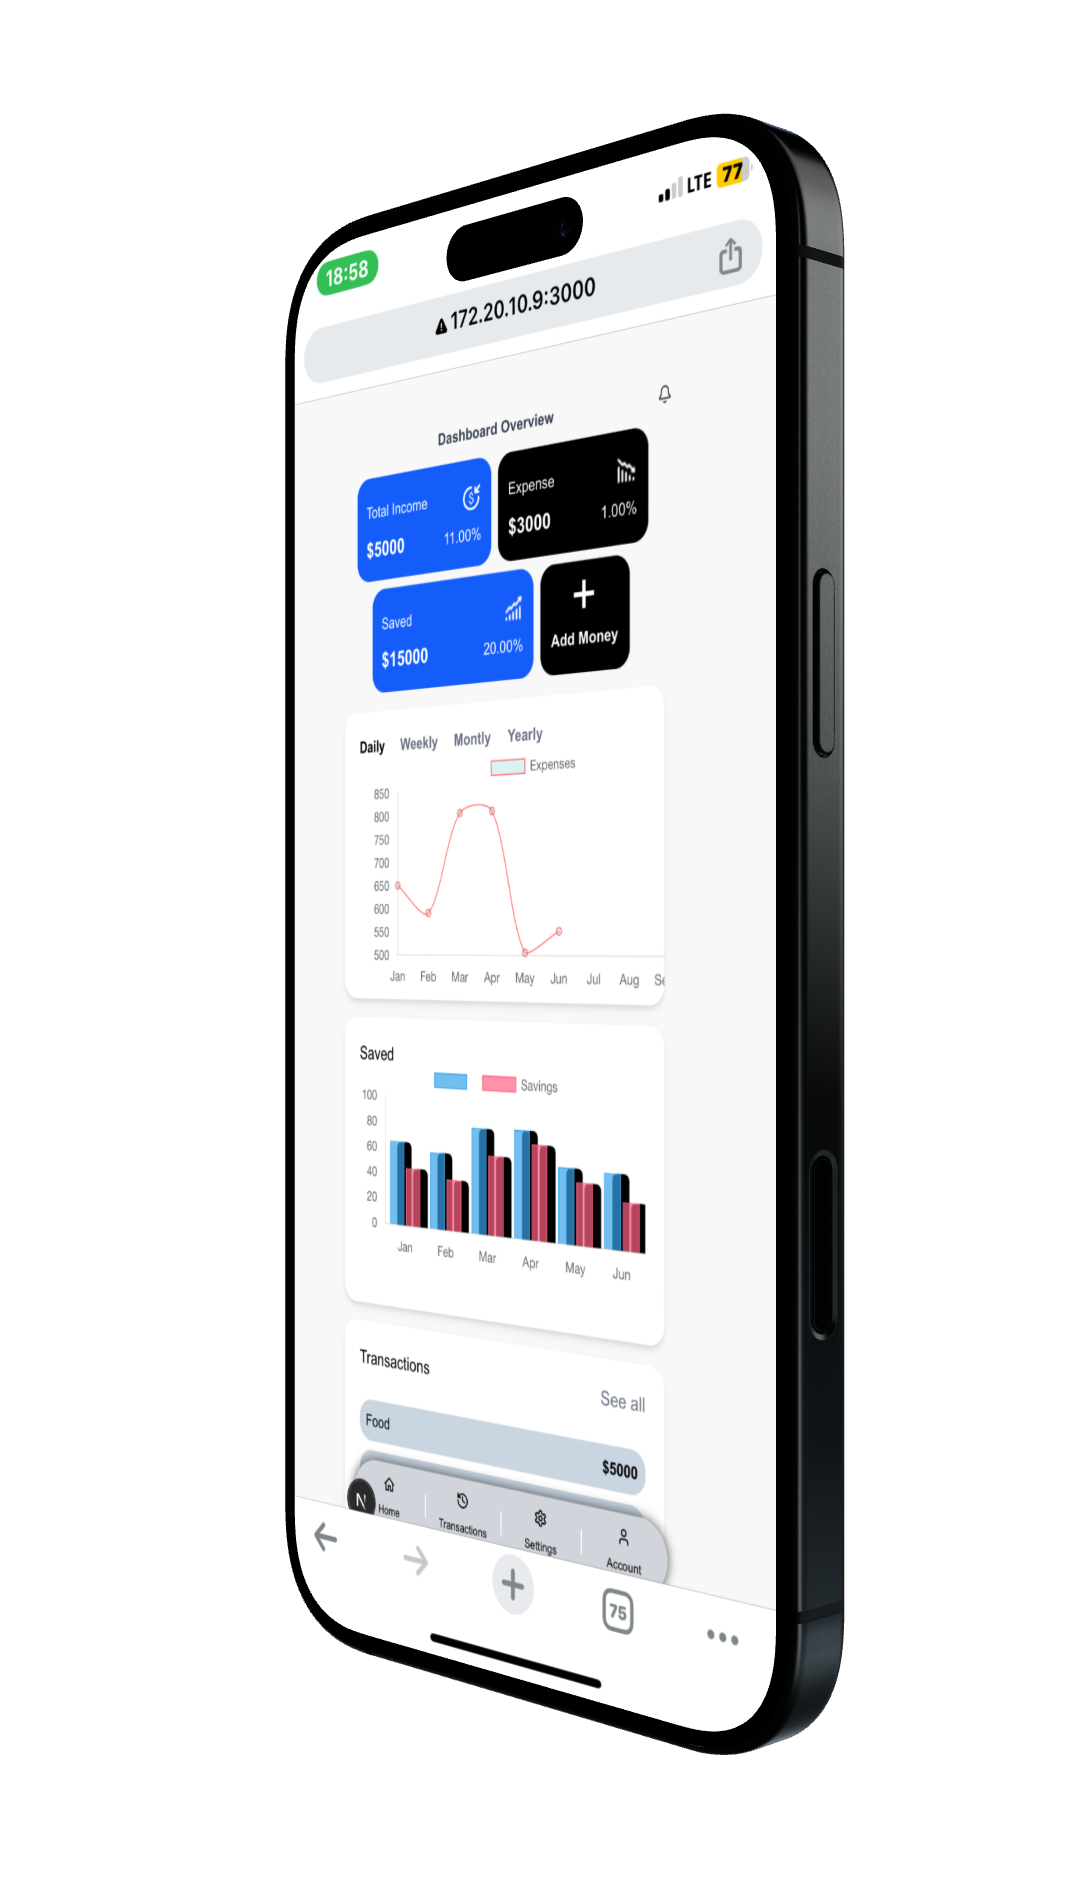 18:58
LTE 77
172.20.10.9:3000
Dashboard Overview
Total Income
$5000 11.00%
Expense
$3000 1.00%
Saved
$15000 20.00%
Add Money
Daily Weekly Montly Yearly
Expenses
850
800
750
700
650
600
550
500
Jan Feb Mar Apr May Jun Jul Aug Se
Saved
Savings
100
80
60
40
20
0
Jan Feb Mar Apr May Jun
Transactions
See all
Food
$5000
N
Home Transactions Settings Account
75